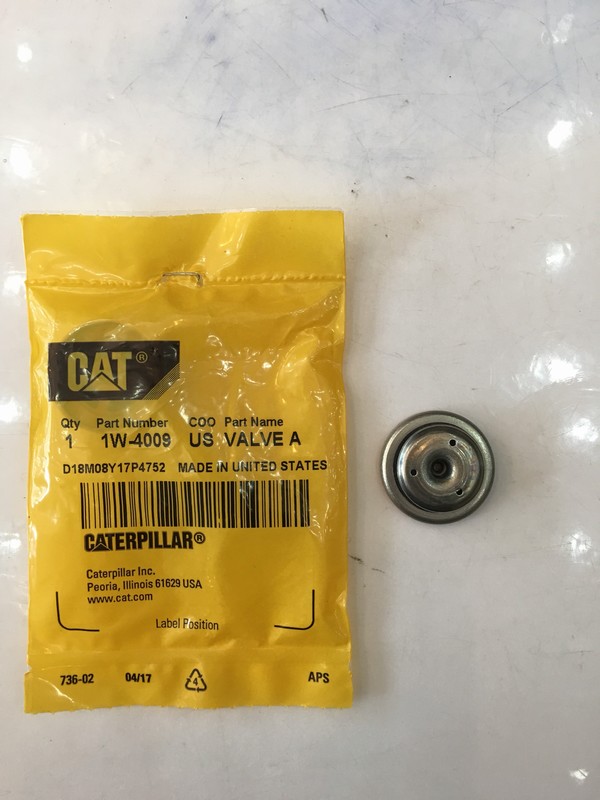 CAT®
Qty Part Number COO Part Name
1 1W-4009 US VALVE A
D18M08Y17P4752 MADE IN UNITED STATES
CATERPILLAR®
Caterpillar Inc.
Peoria, Illinois 61629 USA
www.cat.com
Label Position
736-02 04/17 4 APS